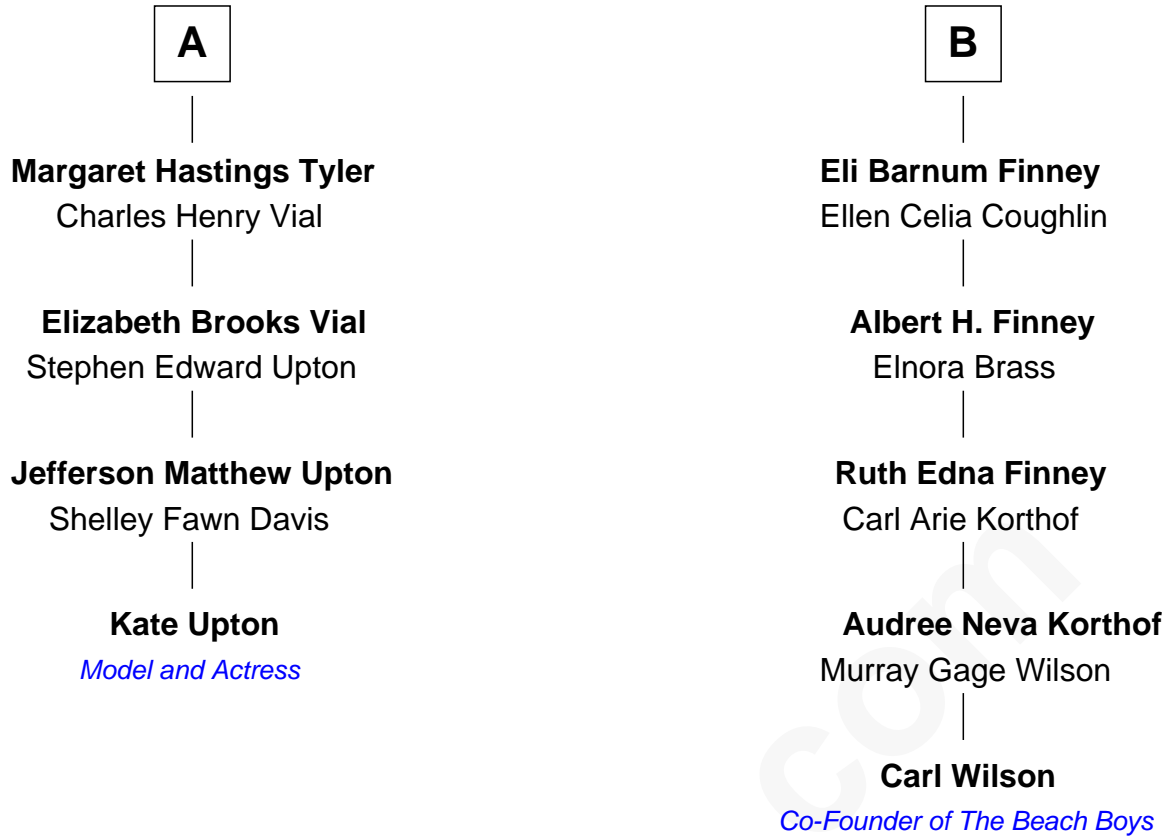 A
Margaret Hastings Tyler
Charles Henry Vial
Elizabeth Brooks Vial
Stephen Edward Upton
Jefferson Matthew Upton
Shelley Fawn Davis
Kate Upton
Model and Actress
B
Eli Barnum Finney
Ellen Celia Coughlin
Albert H. Finney
Elnora Brass
Ruth Edna Finney
Carl Arie Korthof
Audree Neva Korthof
Murray Gage Wilson
Carl Wilson
Co-Founder of The Beach Boys
com